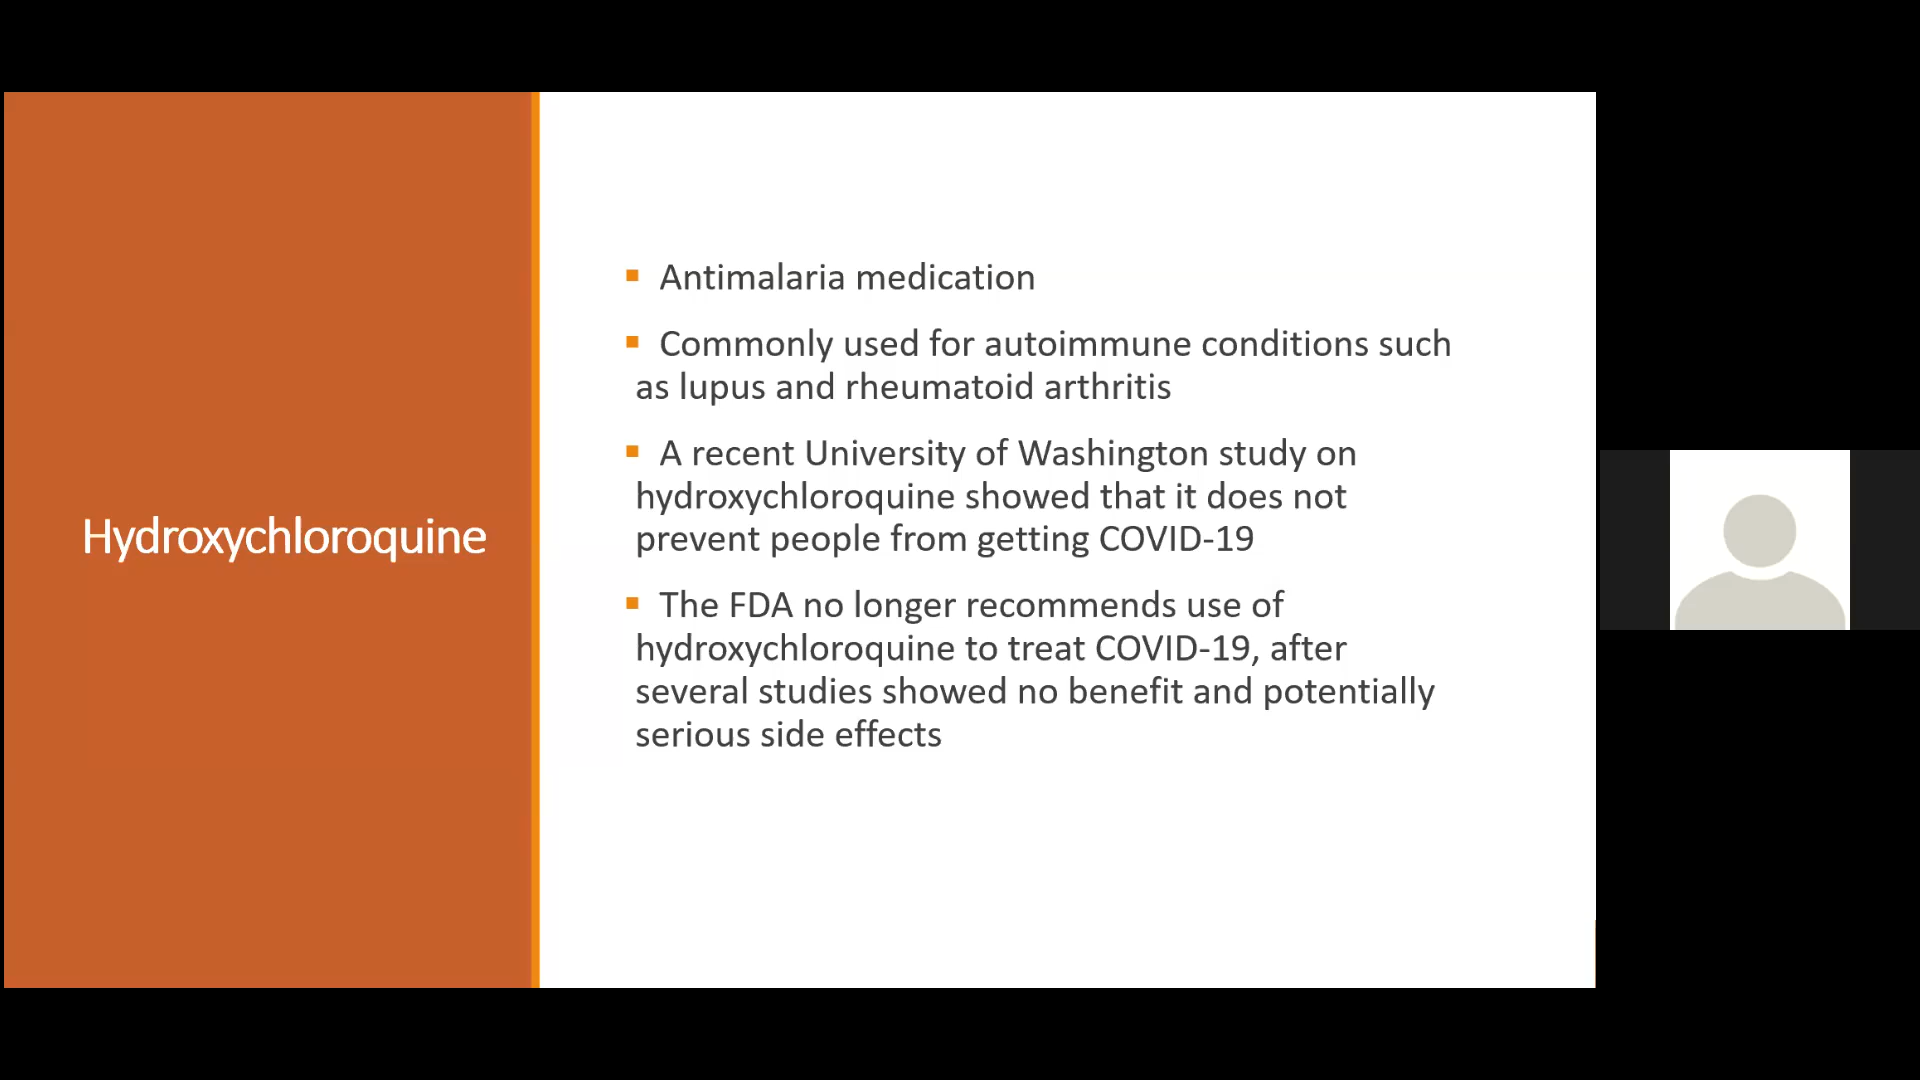 Hydroxychloroquine
▪ Antimalaria medication
▪ Commonly used for autoimmune conditions such
as lupus and rheumatoid arthritis
▪ A recent University of Washington study on
hydroxychloroquine showed that it does not
prevent people from getting COVID-19
▪ The FDA no longer recommends use of
hydroxychloroquine to treat COVID-19, after
several studies showed no benefit and potentially
serious side effects